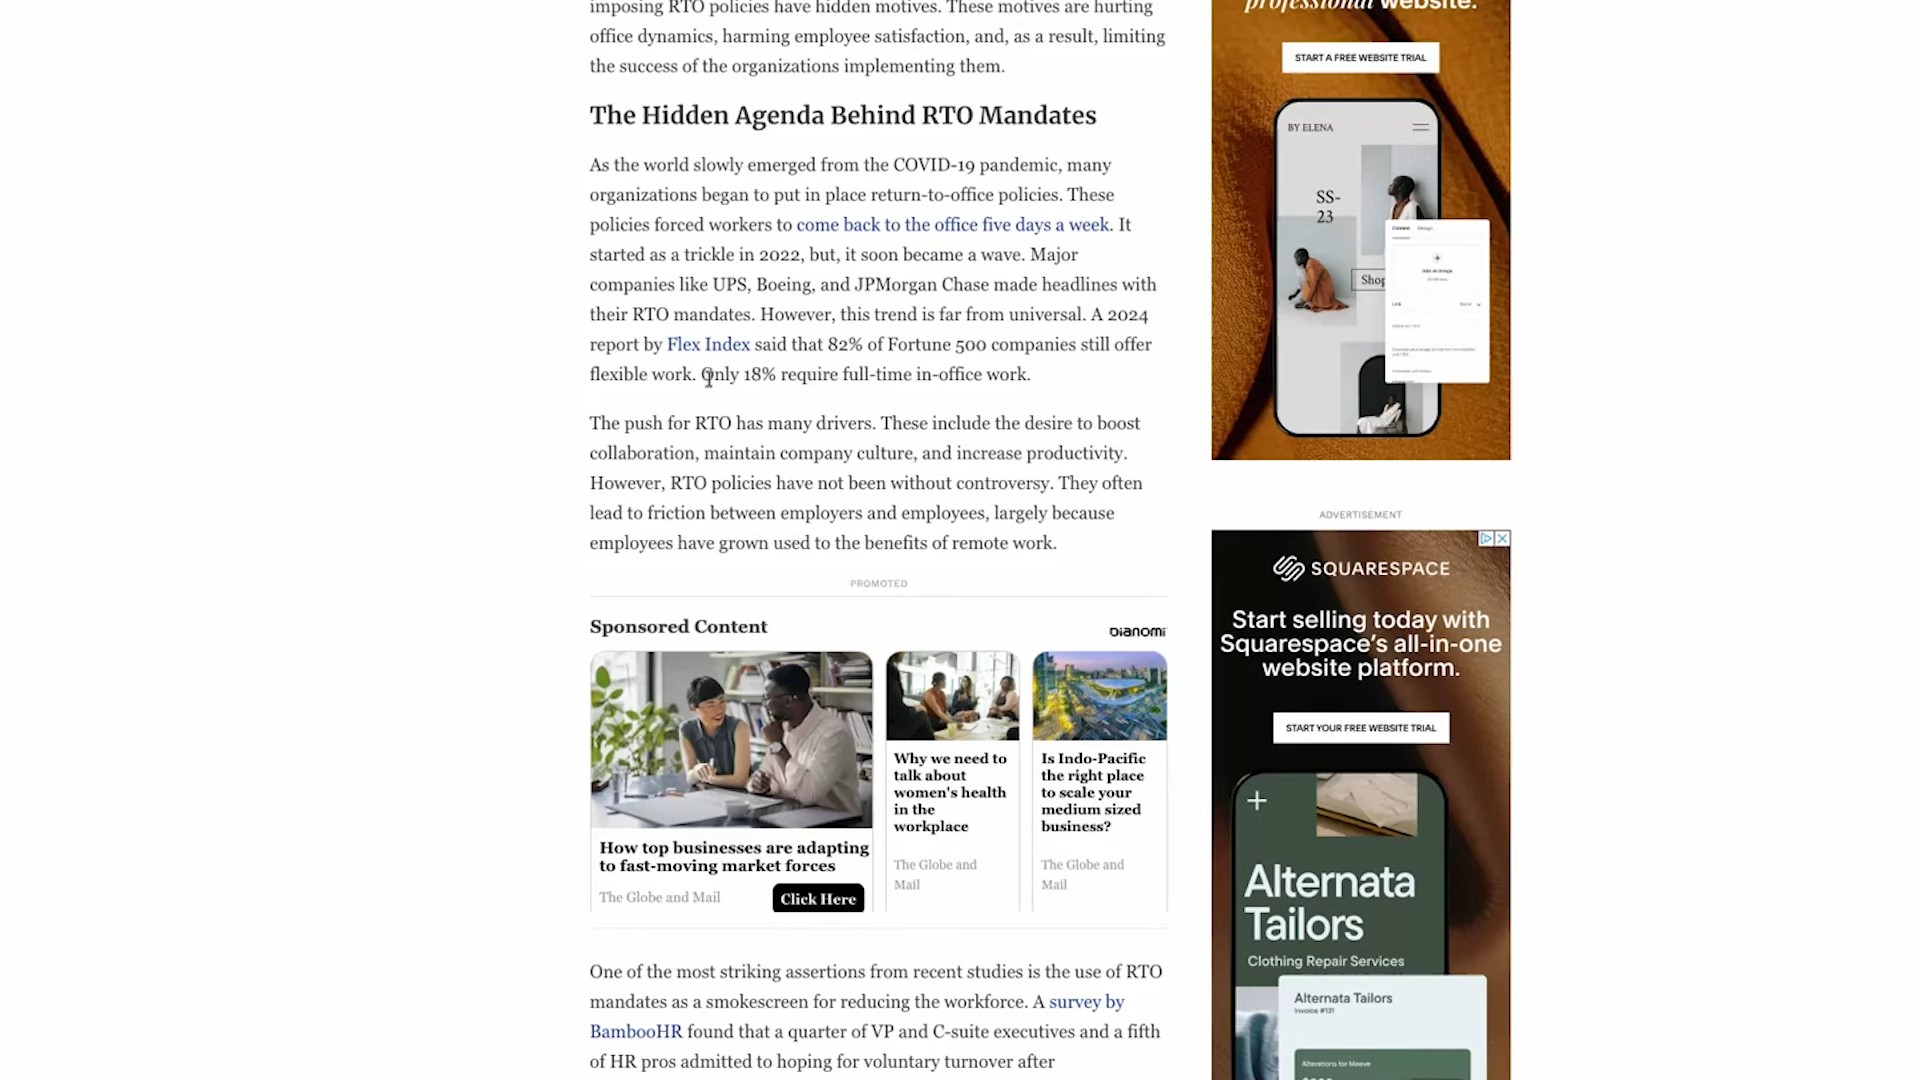 imposing RTO policies have hidden motives. These motives are hurting
office dynamics, harming employee satisfaction, and, as a result, limiting
the success of the organizations implementing them.
The Hidden Agenda Behind RTO Mandates
As the world slowly emerged from the COVID-19 pandemic, many
organizations began to put in place return-to-office policies. These
policies forced workers to come back to the office five days a week. It
started as a trickle in 2022, but, it soon became a wave. Major
companies like UPS, Boeing, and JPMorgan Chase made headlines with
their RTO mandates. However, this trend is far from universal. A 2024
report by Flex Index said that 82% of Fortune 500 companies still offer
flexible work. Only 18% require full-time in-office work.
The push for RTO has many drivers. These include the desire to boost
collaboration, maintain company culture, and increase productivity.
However, RTO policies have not been without controversy. They often
lead to friction between employers and employees, largely because
employees have grown used to the benefits of remote work.
PROMOTED
Sponsored Content
Dianomi
How top businesses are adapting
to fast-moving market forces
The Globe and Mail
Click Here
Why we need to
talk about
women's health
in the
workplace
The Globe and
Mail
Is Indo-Pacific
the right place
to scale your
medium sized
business?
The Globe and
Mail
One of the most striking assertions from recent studies is the use of RTO
mandates as a smokescreen for reducing the workforce. A survey by
BambooHR found that a quarter of VP and C-suite executives and a fifth
of HR pros admitted to hoping for voluntary turnover after
professional website.
START A FREE WEBSITE TRIAL
BY ELENA
SS-
23
Shop
Content Design
Add an image
ADVERTISEMENT
SQUARESPACE
Start selling today with
Squarespace's all-in-one
website platform.
START YOUR FREE WEBSITE TRIAL
Alternata
Tailors
Clothing Repair Services
Alternata Tailors
Invoice #131
Alterations for Maeve